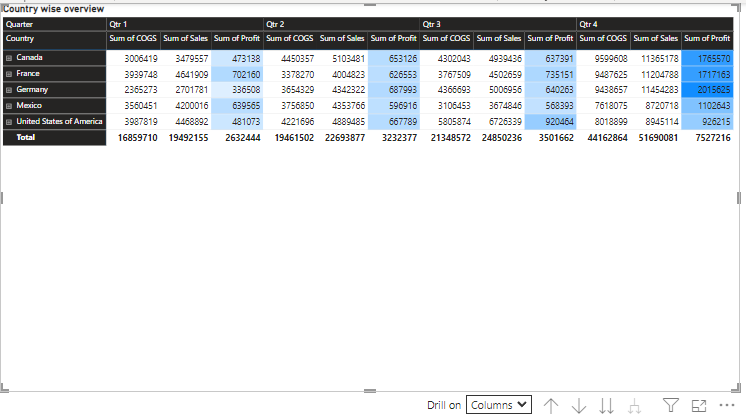 Country wise overview
Quarter Qtr 1 Qtr 2 Qtr 3 Qtr 4
Country Sum of COGS Sum of Sales Sum of Profit Sum of COGS Sum of Sales Sum of Profit Sum of COGS Sum of Sales Sum of Profit Sum of COGS Sum of Sales Sum of Profit
Canada 3006419 3479557 473138 4450357 5103481 653126 4302043 4939436 637391 9599608 11365178 1765570
France 3939748 4641909 702160 3378270 4004823 626553 3767509 4502659 735151 9487625 11204788 1717163
Germany 2365273 2701781 336508 3654329 4342322 687993 4366693 5006956 640263 9438657 11454283 2015625
Mexico 3560451 4200016 639565 3756850 4353766 596916 3106453 3674846 568393 7618075 8720718 1102643
United States of America 3987819 4468892 481073 4221696 4889485 667789 5805874 6726339 920464 8018899 8945114 926215
Total 16859710 19492155 2632444 19461502 22693877 3232377 21348572 24850236 3501662 44162864 51690081 7527216
Drill on Columns